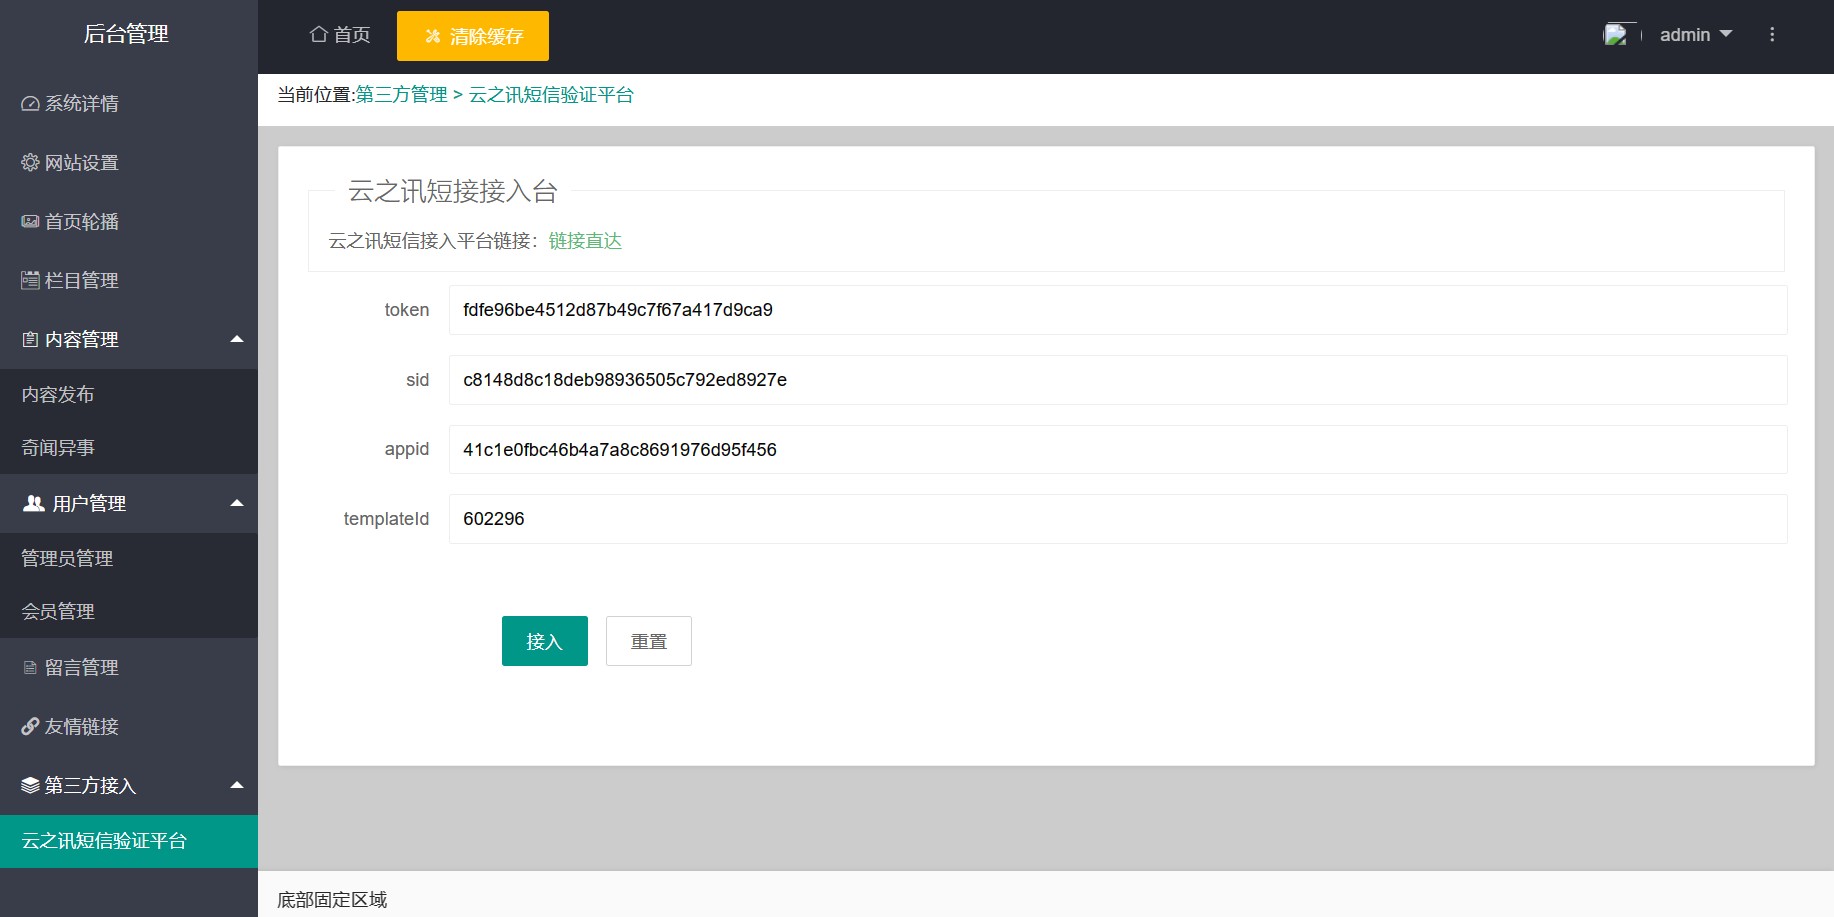 后台管理
系统详情
网站设置
首页轮播
栏目管理
内容管理
内容发布
奇闻异事
用户管理
管理员管理
会员管理
留言管理
友情链接
第三方接入
云之讯短信验证平台
首页
清除缓存
admin
当前位置:第三方管理 > 云之讯短信验证平台
云之讯短接接入台
云之讯短信接入平台链接：链接直达
token fdfe96be4512d87b49c7f67a417d9ca9
sid c8148d8c18deb98936505c792ed8927e
appid 41c1e0fbc46b4a7a8c8691976d95f456
templateId 602296
接入 重置
底部固定区域